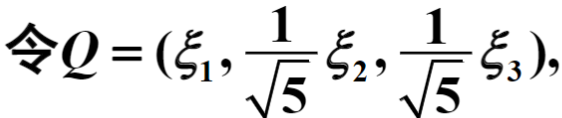 令Q = (ξ₁, 1/√5 ξ₂, 1/√5 ξ₃),